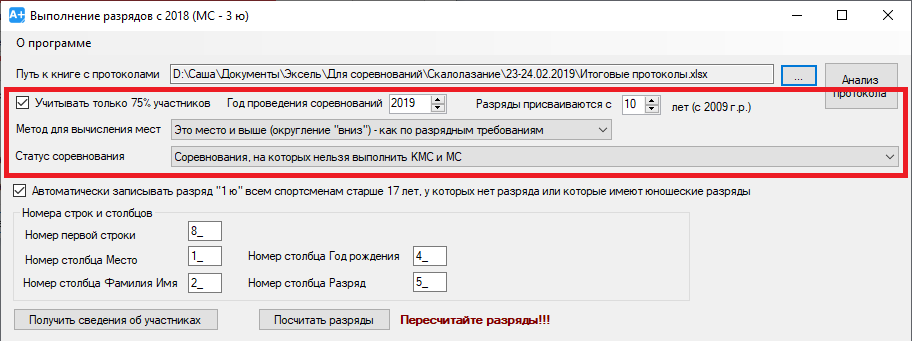 A+ Выполнение разрядов с 2018 (МС - 3 ю)
О программе
Путь к книге с протоколами D:\Саша\Документы\Эксель\Для соревнований\Скалолазание\23-24.02.2019\Итоговые протоколы.xlsx ... Анализ протокола
Учитывать только 75% участников Год проведения соревнований 2019 Разряды присваиваются с 10 лет (с 2009 г.р.)
Метод для вычисления мест Это место и выше (округление "вниз") - как по разрядным требованиям
Статус соревнования Соревнования, на которых нельзя выполнить КМС и МС
Автоматически записывать разряд "1 ю" всем спортсменам старше 17 лет, у которых нет разряда или которые имеют юношеские разряды
Номера строк и столбцов
Номер первой строки 8_
Номер столбца Место 1_ Номер столбца Год рождения 4_
Номер столбца Фамилия Имя 2_ Номер столбца Разряд 5_
Получить сведения об участниках Посчитать разряды Пересчитайте разряды!!!